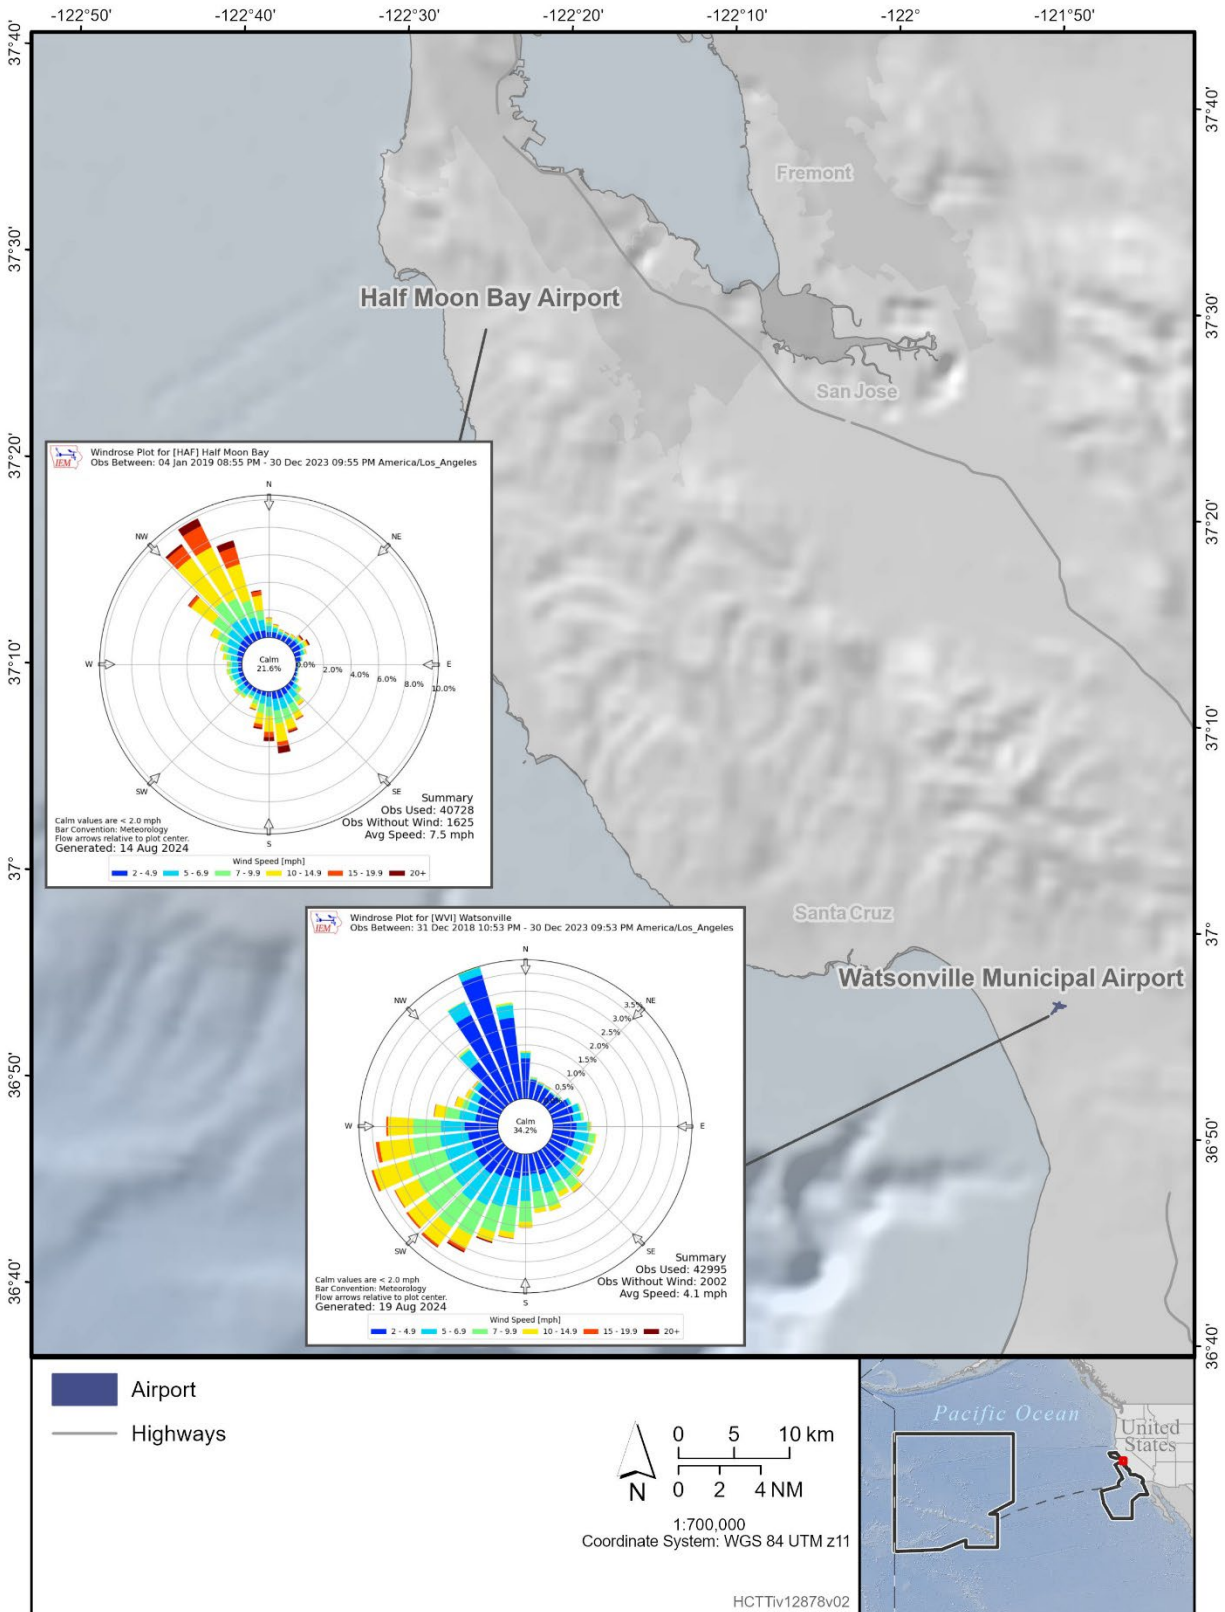 -122°50' -122°40' -122°30' -122°20' -122°10' -122° -121°50'
37°40'
37°40'
Fremont
37°30'
Half Moon Bay Airport
37°30'
San Jose
37°20'
IEM
Windrose Plot for [HAF] Half Moon Bay
Obs Between: 04 Jan 2019 08:55 PM - 30 Dec 2023 09:55 PM America/Los_Angeles
N
NW
NE
37°20'
37°10'
W
Calm
21.6%
0.0%
2.0%
4.0%
6.0%
8.0%
10.0%
E
37°10'
SW
SE
S
Summary
Obs Used: 40728
Obs Without Wind: 1625
Avg Speed: 7.5 mph
Calm values are < 2.0 mph
Bar Convention: Meteorology
Flow arrows relative to plot center.
Generated: 14 Aug 2024
Wind Speed [mph]
2 - 4.9 5 - 6.9 7 - 9.9 10 - 14.9 15 - 19.9 20+
37°
Santa Cruz
37°
IEM
Windrose Plot for [WVI] Watsonville
Obs Between: 31 Dec 2018 10:53 PM - 30 Dec 2023 09:53 PM America/Los_Angeles
N
NW
NE
3.5%
3.0%
2.5%
2.0%
1.5%
1.0%
0.5%
Watsonville Municipal Airport
36°50'
W
Calm
34.2%
E
36°50'
SW
SE
S
Summary
Obs Used: 42995
Obs Without Wind: 2002
Avg Speed: 4.1 mph
Calm values are < 2.0 mph
Bar Convention: Meteorology
Flow arrows relative to plot center.
Generated: 19 Aug 2024
Wind Speed [mph]
2 - 4.9 5 - 6.9 7 - 9.9 10 - 14.9 15 - 19.9 20+
36°40'
36°40'
Airport
Highways
N
0 5 10 km
0 2 4 NM
1:700,000
Coordinate System: WGS 84 UTM z11
HCTTiv12878v02
Pacific Ocean
United
States